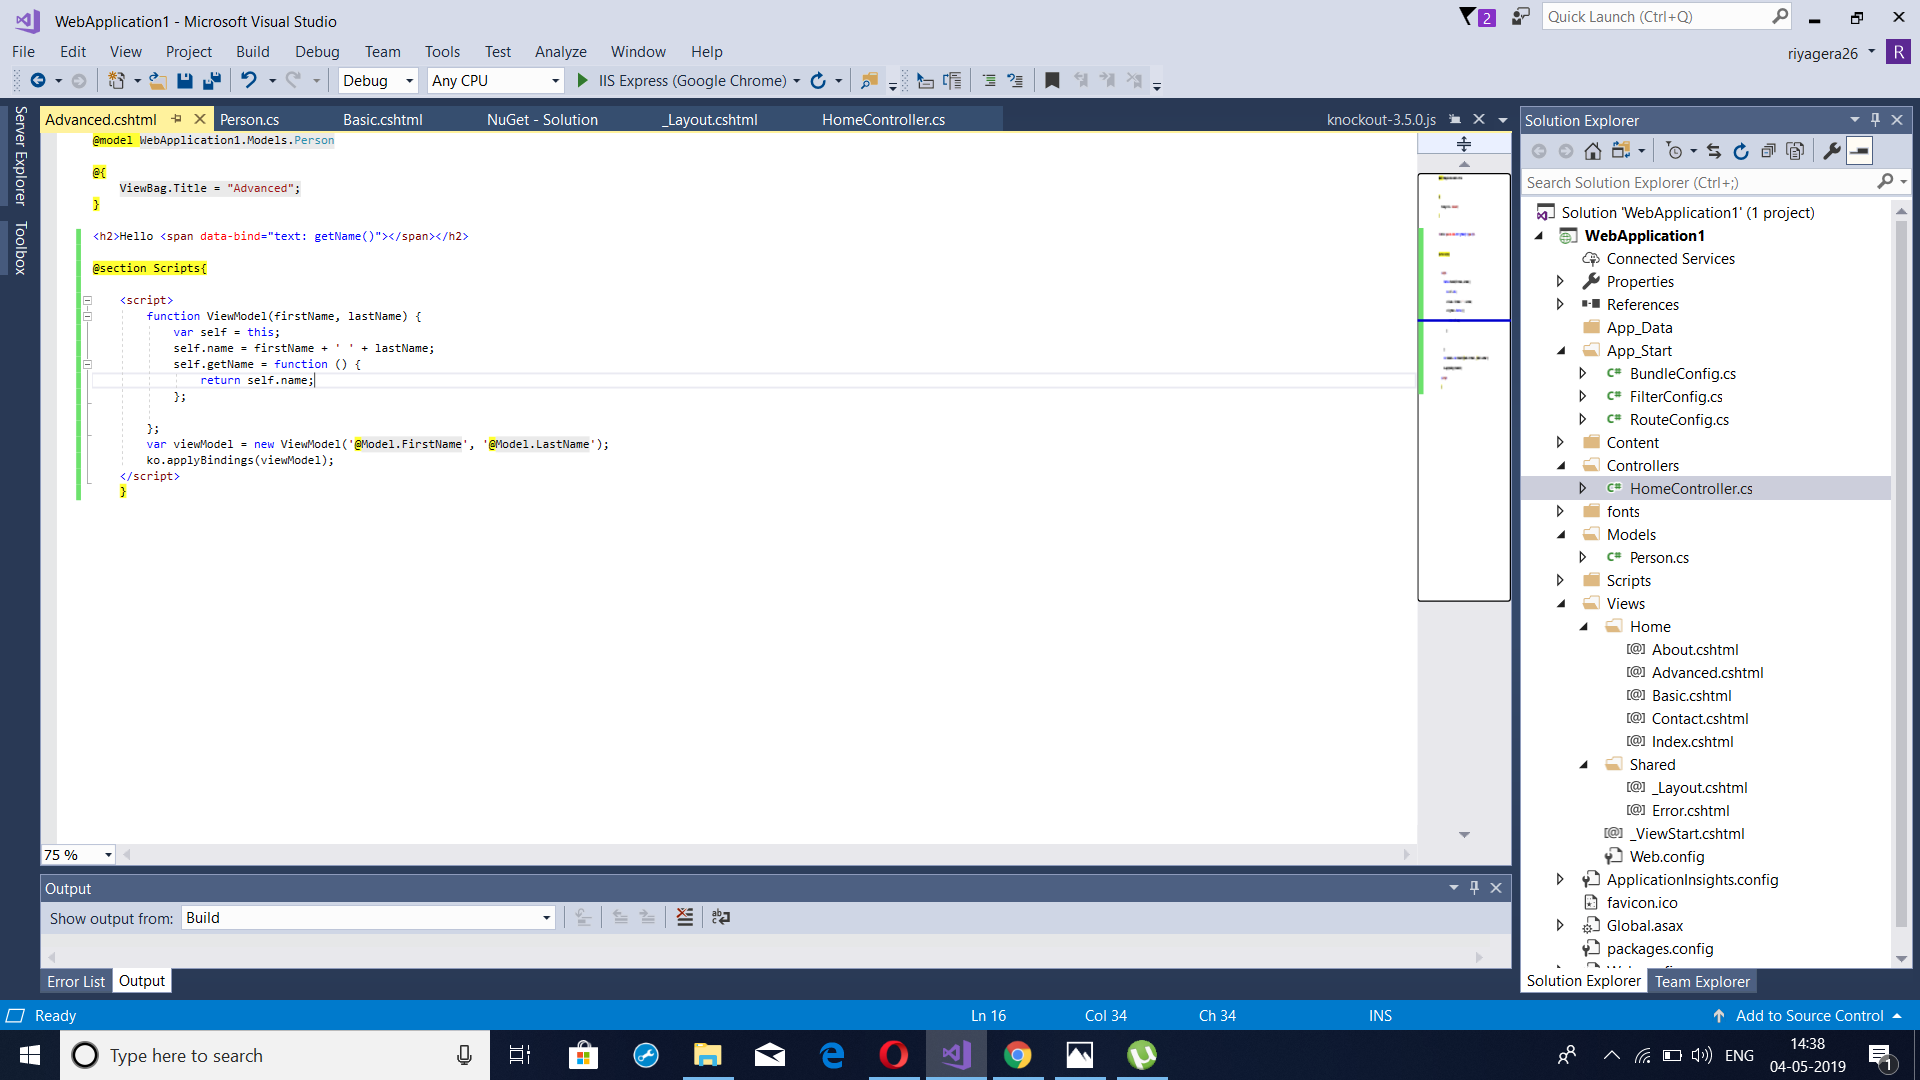 WebApplication1 - Microsoft Visual Studio
2
Quick Launch (Ctrl+Q)
File Edit View Project Build Debug Team Tools Test Analyze Window Help
riyagera26 R
Debug Any CPU IIS Express (Google Chrome)
Server Explorer
Toolbox
Advanced.cshtml Person.cs Basic.cshtml NuGet - Solution _Layout.cshtml HomeController.cs knockout-3.5.0.js
@model WebApplication1.Models.Person
@{
ViewBag.Title = "Advanced";
}
<h2>Hello <span data-bind="text: getName()"></span></h2>
@section Scripts{
<script>
function ViewModel(firstName, lastName) {
var self = this;
self.name = firstName + ' ' + lastName;
self.getName = function () {
return self.name;
};
};
var viewModel = new ViewModel('@Model.FirstName', '@Model.LastName');
ko.applyBindings(viewModel);
</script>
}
75 %
Output
Show output from: Build
Error List Output
Solution Explorer
Search Solution Explorer (Ctrl+;)
Solution 'WebApplication1' (1 project)
WebApplication1
Connected Services
Properties
References
App_Data
App_Start
C# BundleConfig.cs
C# FilterConfig.cs
C# RouteConfig.cs
Content
Controllers
C# HomeController.cs
fonts
Models
C# Person.cs
Scripts
Views
Home
[@] About.cshtml
[@] Advanced.cshtml
[@] Basic.cshtml
[@] Contact.cshtml
[@] Index.cshtml
Shared
[@] _Layout.cshtml
[@] Error.cshtml
[@] _ViewStart.cshtml
Web.config
ApplicationInsights.config
favicon.ico
Global.asax
packages.config
Solution Explorer Team Explorer
Ready Ln 16 Col 34 Ch 34 INS Add to Source Control
Type here to search
ENG
14:38
04-05-2019
1